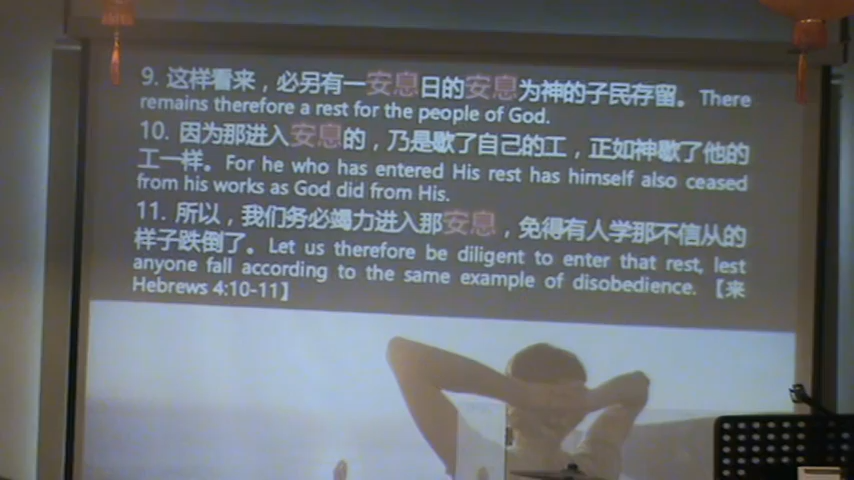 9. 这样看来，必另有一安息日的安息为神的子民存留。There
remains therefore a rest for the people of God.
10. 因为那进入安息的，乃是歇了自己的工，正如神歇了他的
工一样。For he who has entered His rest has himself also ceased
from his works as God did from His.
11. 所以，我们务必竭力进入那安息，免得有人学那不信从的
样子跌倒了。Let us therefore be diligent to enter that rest, lest
anyone fall according to the same example of disobedience. 【来
Hebrews 4:10-11】